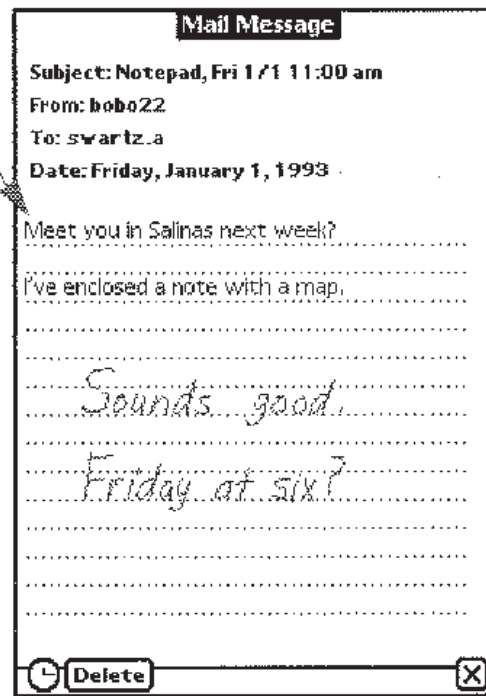 Mail Message
Subject: Notepad, Fri 1/1 11:00 am
From: bobo22
To: swartz.a
Date: Friday, January 1, 1993
Meet you in Salinas next week?
I've enclosed a note with a map.
Sounds good.
Friday at six?
Delete